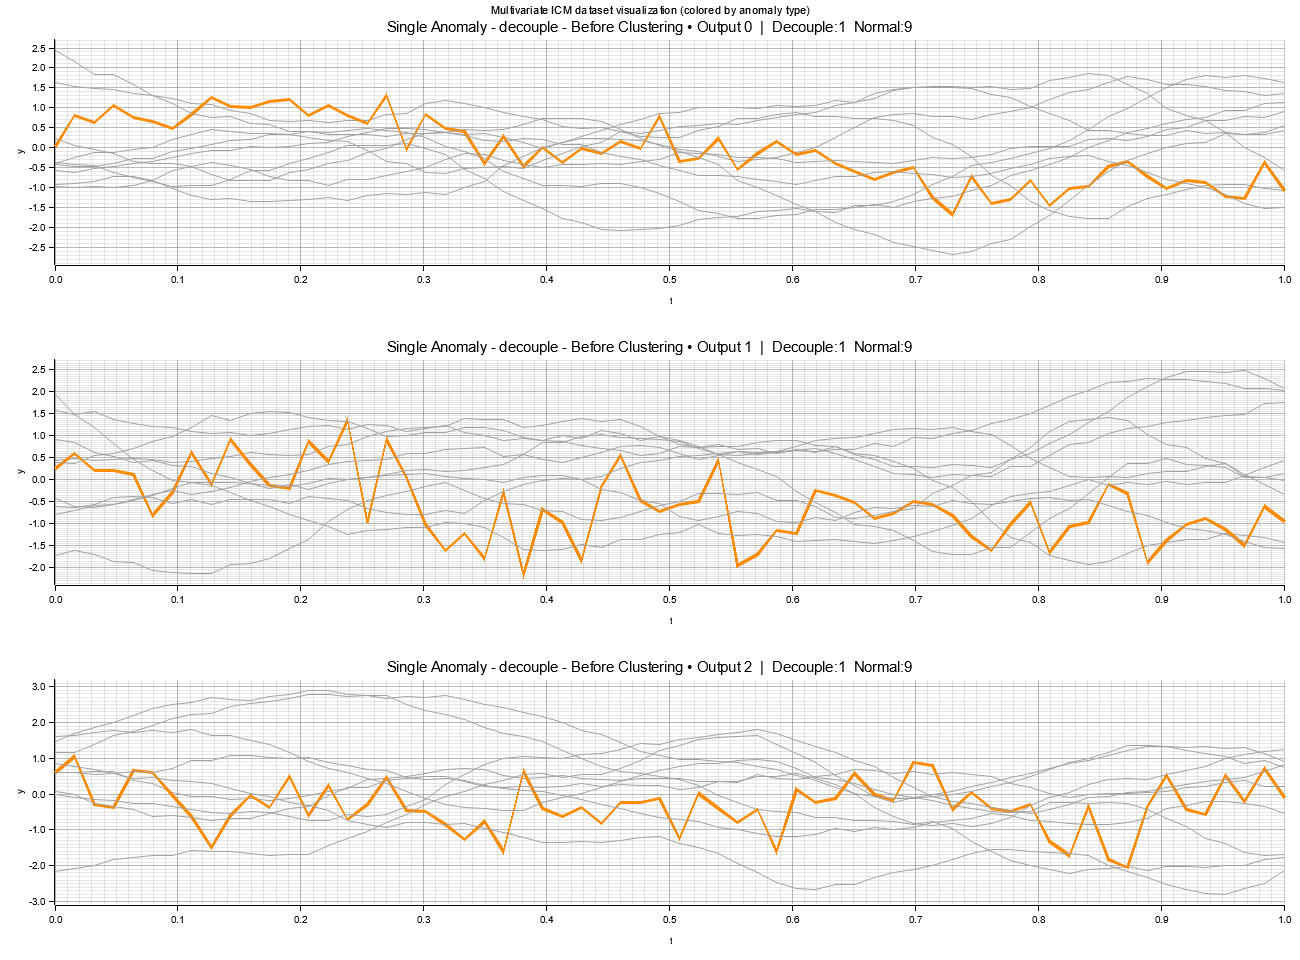 Multivariate ICM dataset visualization (colored by anomaly type)
Single Anomaly - decouple - Before Clustering • Output 0 | Decouple:1 Normal:9
2.5
2.0
1.5
1.0
0.5
0.0
-0.5
-1.0
-1.5
-2.0
-2.5
y
0.0 0.1 0.2 0.3 0.4 0.5 0.6 0.7 0.8 0.9 1.0
t
Single Anomaly - decouple - Before Clustering • Output 1 | Decouple:1 Normal:9
2.5
2.0
1.5
1.0
0.5
0.0
-0.5
-1.0
-1.5
-2.0
y
0.0 0.1 0.2 0.3 0.4 0.5 0.6 0.7 0.8 0.9 1.0
t
Single Anomaly - decouple - Before Clustering • Output 2 | Decouple:1 Normal:9
3.0
2.0
1.0
0.0
-1.0
-2.0
-3.0
y
0.0 0.1 0.2 0.3 0.4 0.5 0.6 0.7 0.8 0.9 1.0
t